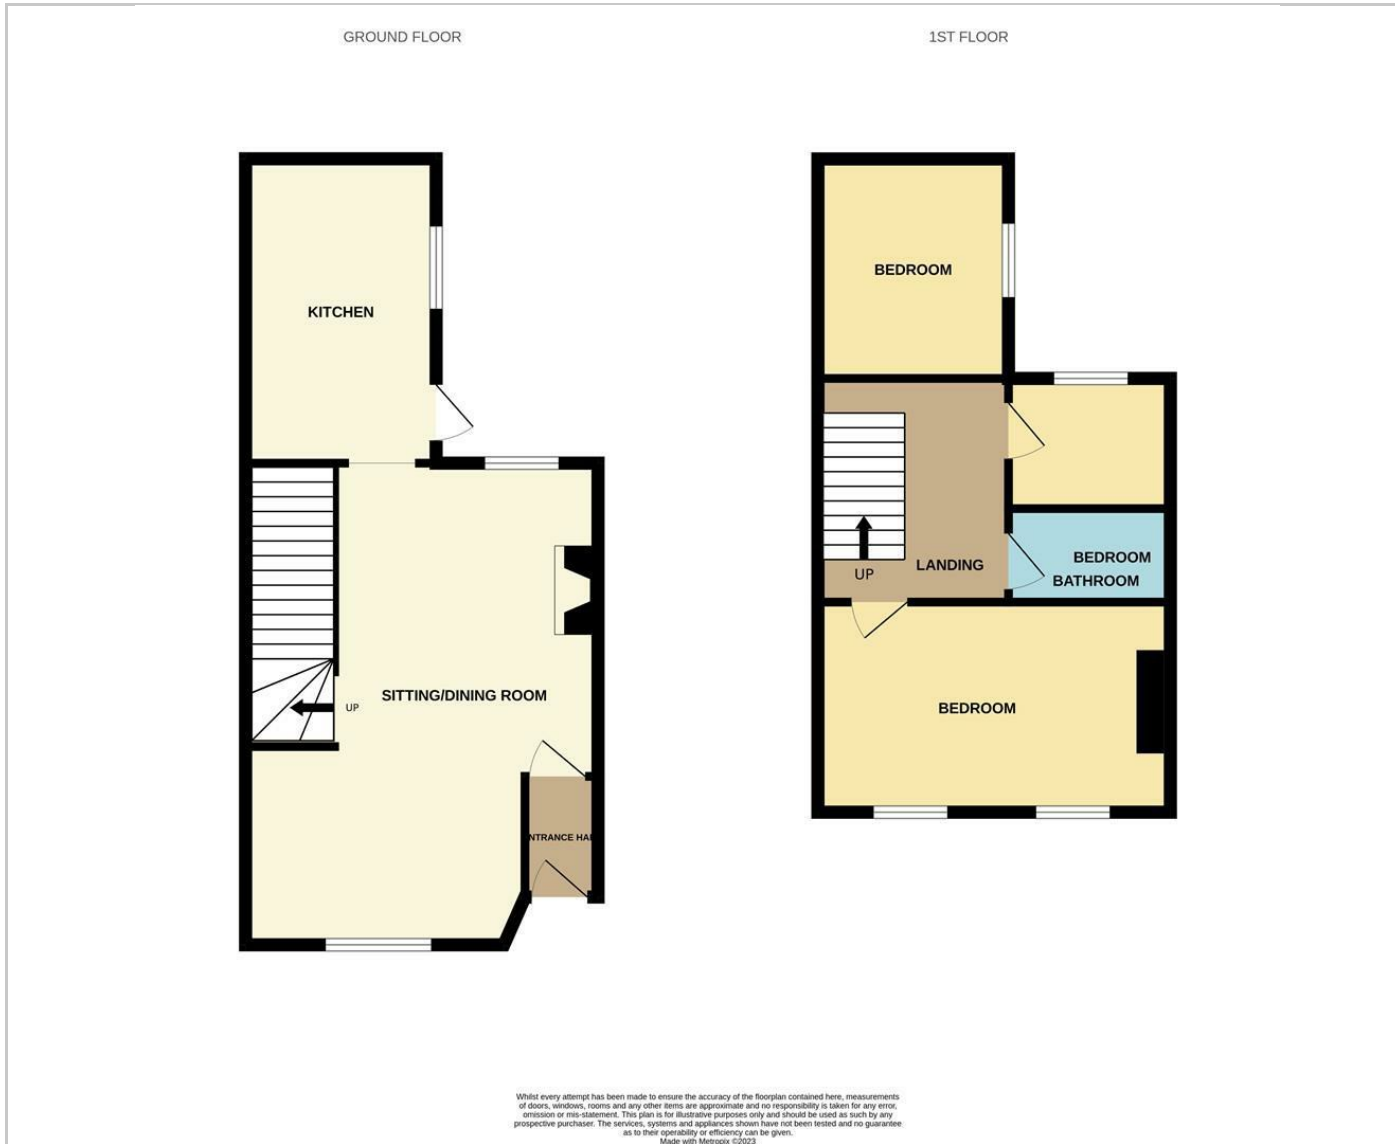 GROUND FLOOR
1ST FLOOR
KITCHEN
BEDROOM
BEDROOM
BATHROOM
LANDING
UP
SITTING/DINING ROOM
UP
BEDROOM
NTRANCE HA
Whilst every attempt has been made to ensure the accuracy of the floorplan contained here, measurements
of doors, windows, rooms and any other items are approximate and no responsibility is taken for any error,
omission or mis-statement. This plan is for illustrative purposes only and should be used as such by any
prospective purchaser. The services, systems and appliances shown have not been tested and no guarantee
as to their operability or efficiency can be given.
Made with Metropix ©2023